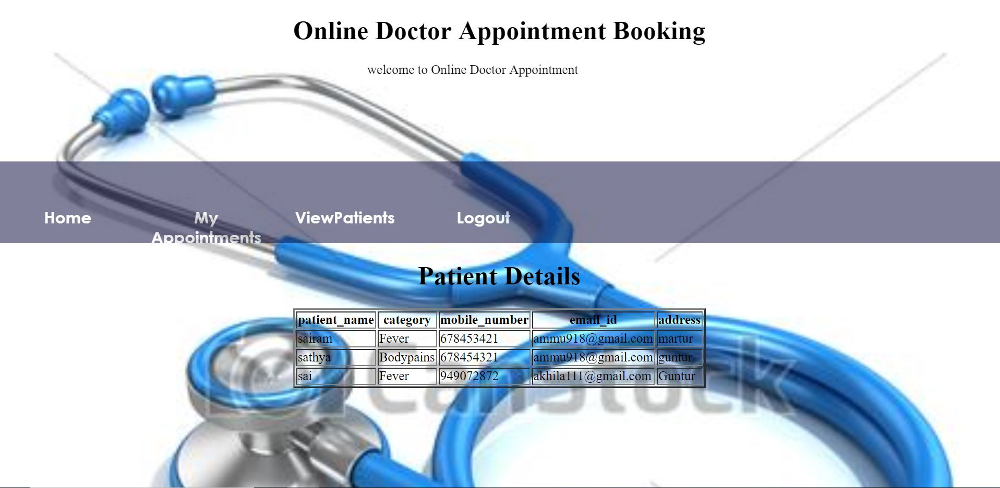 Online Doctor Appointment Booking
welcome to Online Doctor Appointment
Home My ViewPatients Logout
Appointments
Patient Details
patient_name category mobile_number email_id address
sairam Fever 678453421 ammu918@gmail.com martur
sathya Bodypains 678454321 ammu918@gmail.com guntur
sai Fever 949072872 akhila111@gmail.com Guntur
CanStock